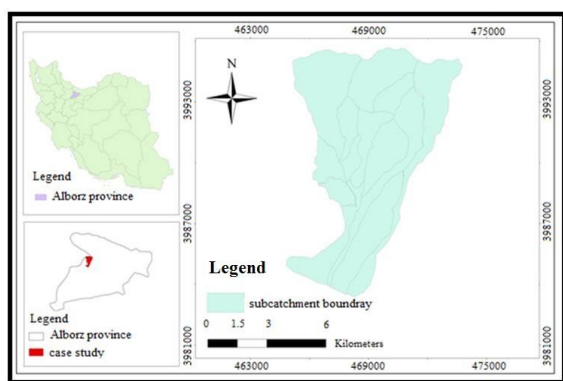 463000 469000 475000
Legend
Alborz province
Legend
Alborz province
case study
N
3993000
3987000
3981000
Legend
subcatchment boundray
0 1.5 3 6
Kilometers
3993000
3987000
3981000
463000 469000 475000